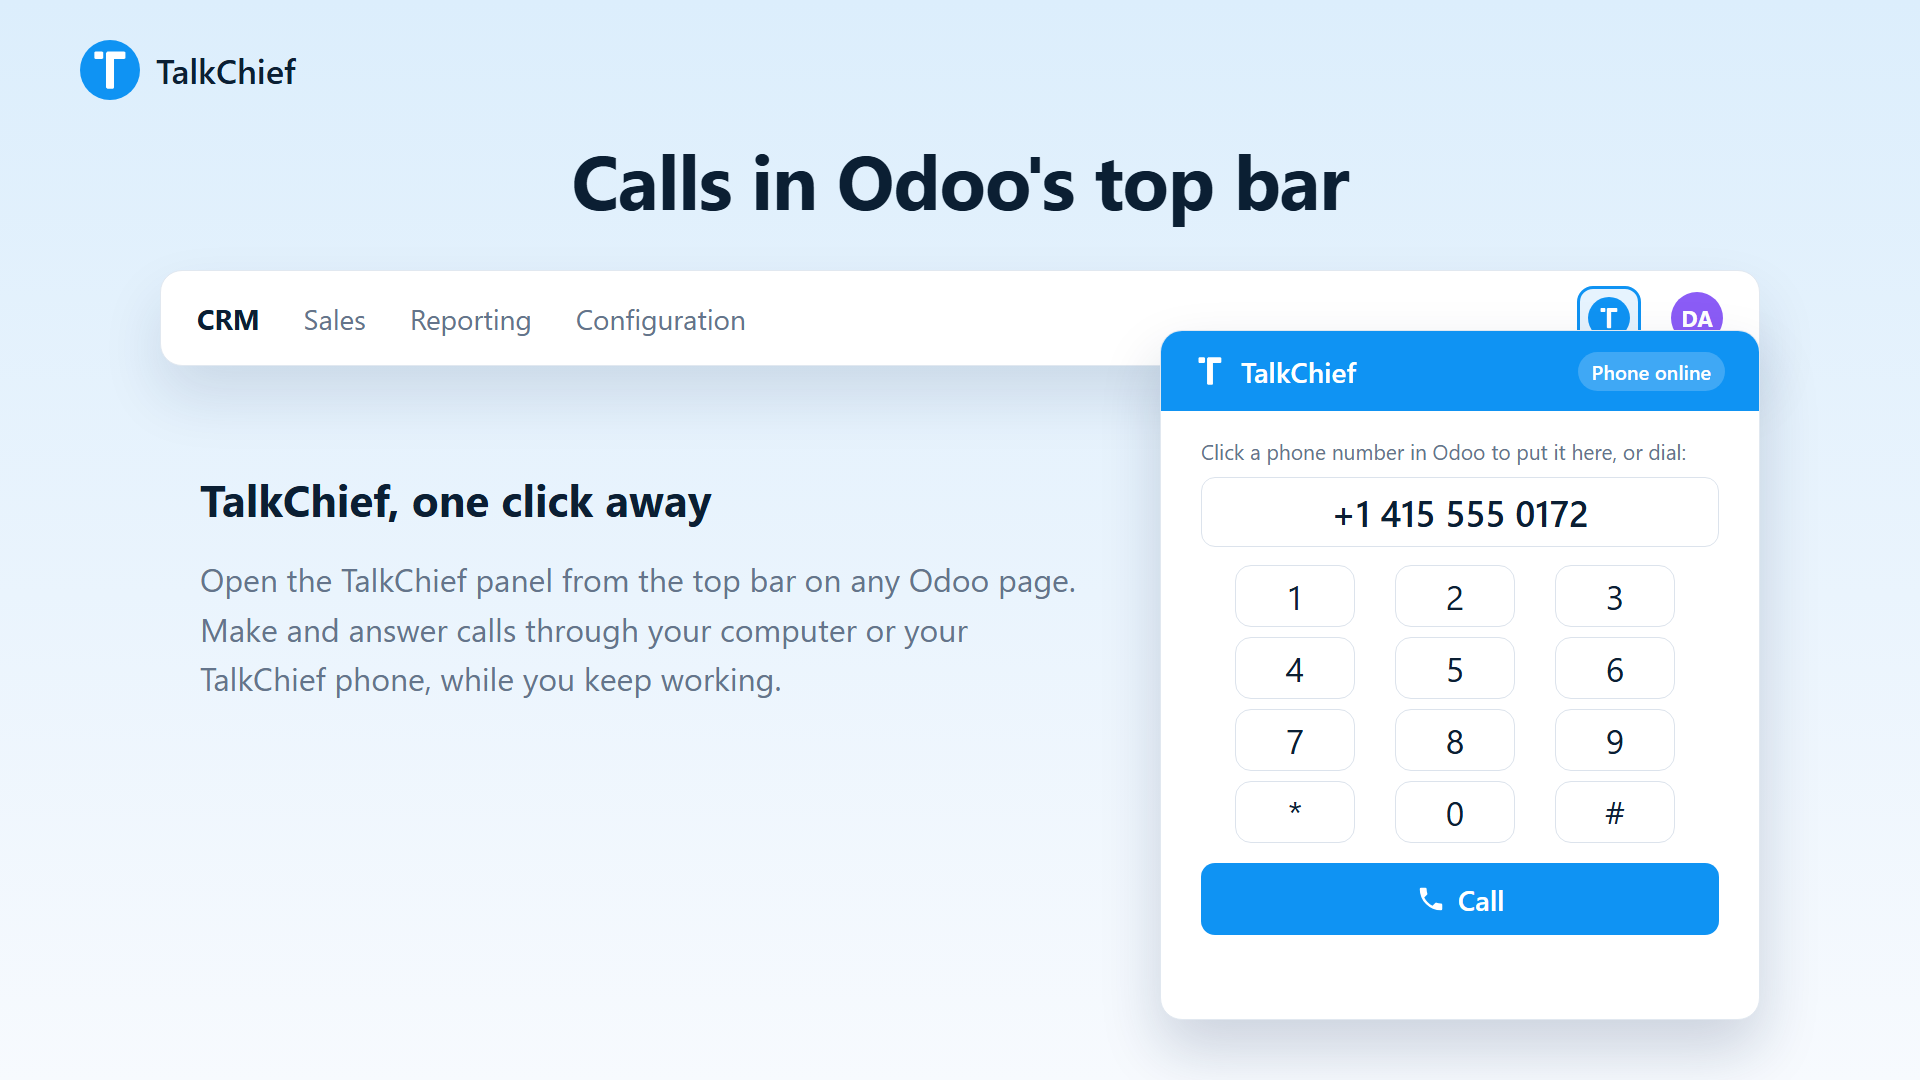 TalkChief
Calls in Odoo's top bar
CRM Sales Reporting Configuration
T DA
TalkChief Phone online
TalkChief, one click away
Open the TalkChief panel from the top bar on any Odoo page.
Make and answer calls through your computer or your
TalkChief phone, while you keep working.
Click a phone number in Odoo to put it here, or dial:
+1 415 555 0172
1 2 3
4 5 6
7 8 9
* 0 #
Call